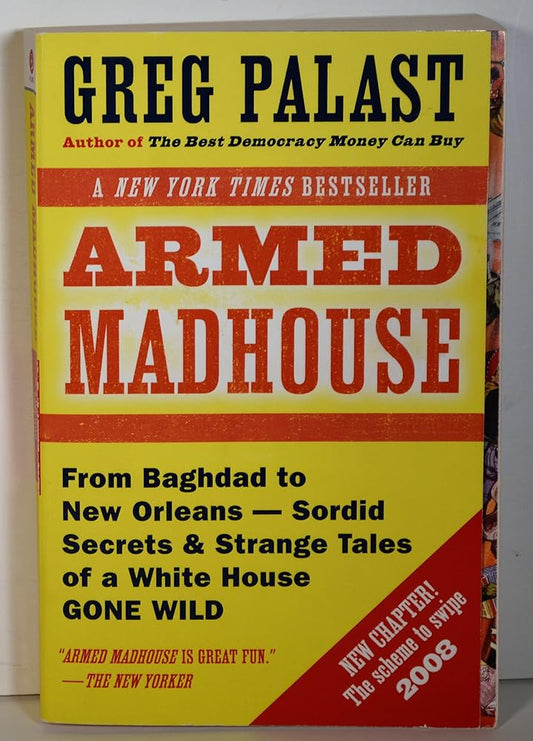 GREG PALAST
Author of The Best Democracy Money Can Buy
A NEW YORK TIMES BESTSELLER
ARMED
MADHOUSE
From Baghdad to
New Orleans — Sordid
Secrets & Strange Tales
of a White House
GONE WILD
NEW CHAPTER!
The scheme to swipe
2008
"ARMED MADHOUSE IS GREAT FUN."
—THE NEW YORKER